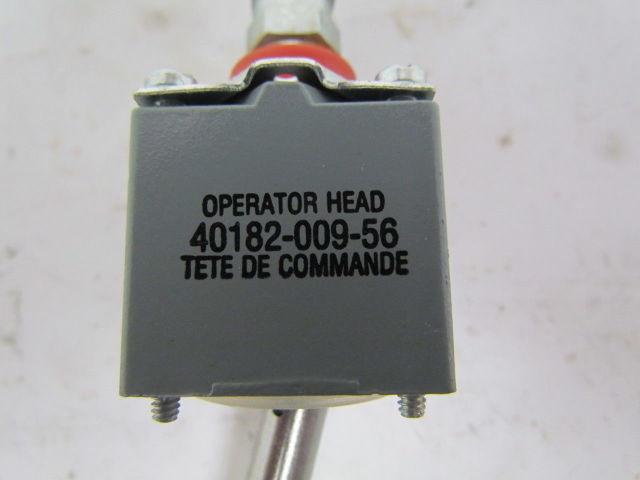 OPERATOR HEAD
40182-009-56
TETE DE COMMANDE